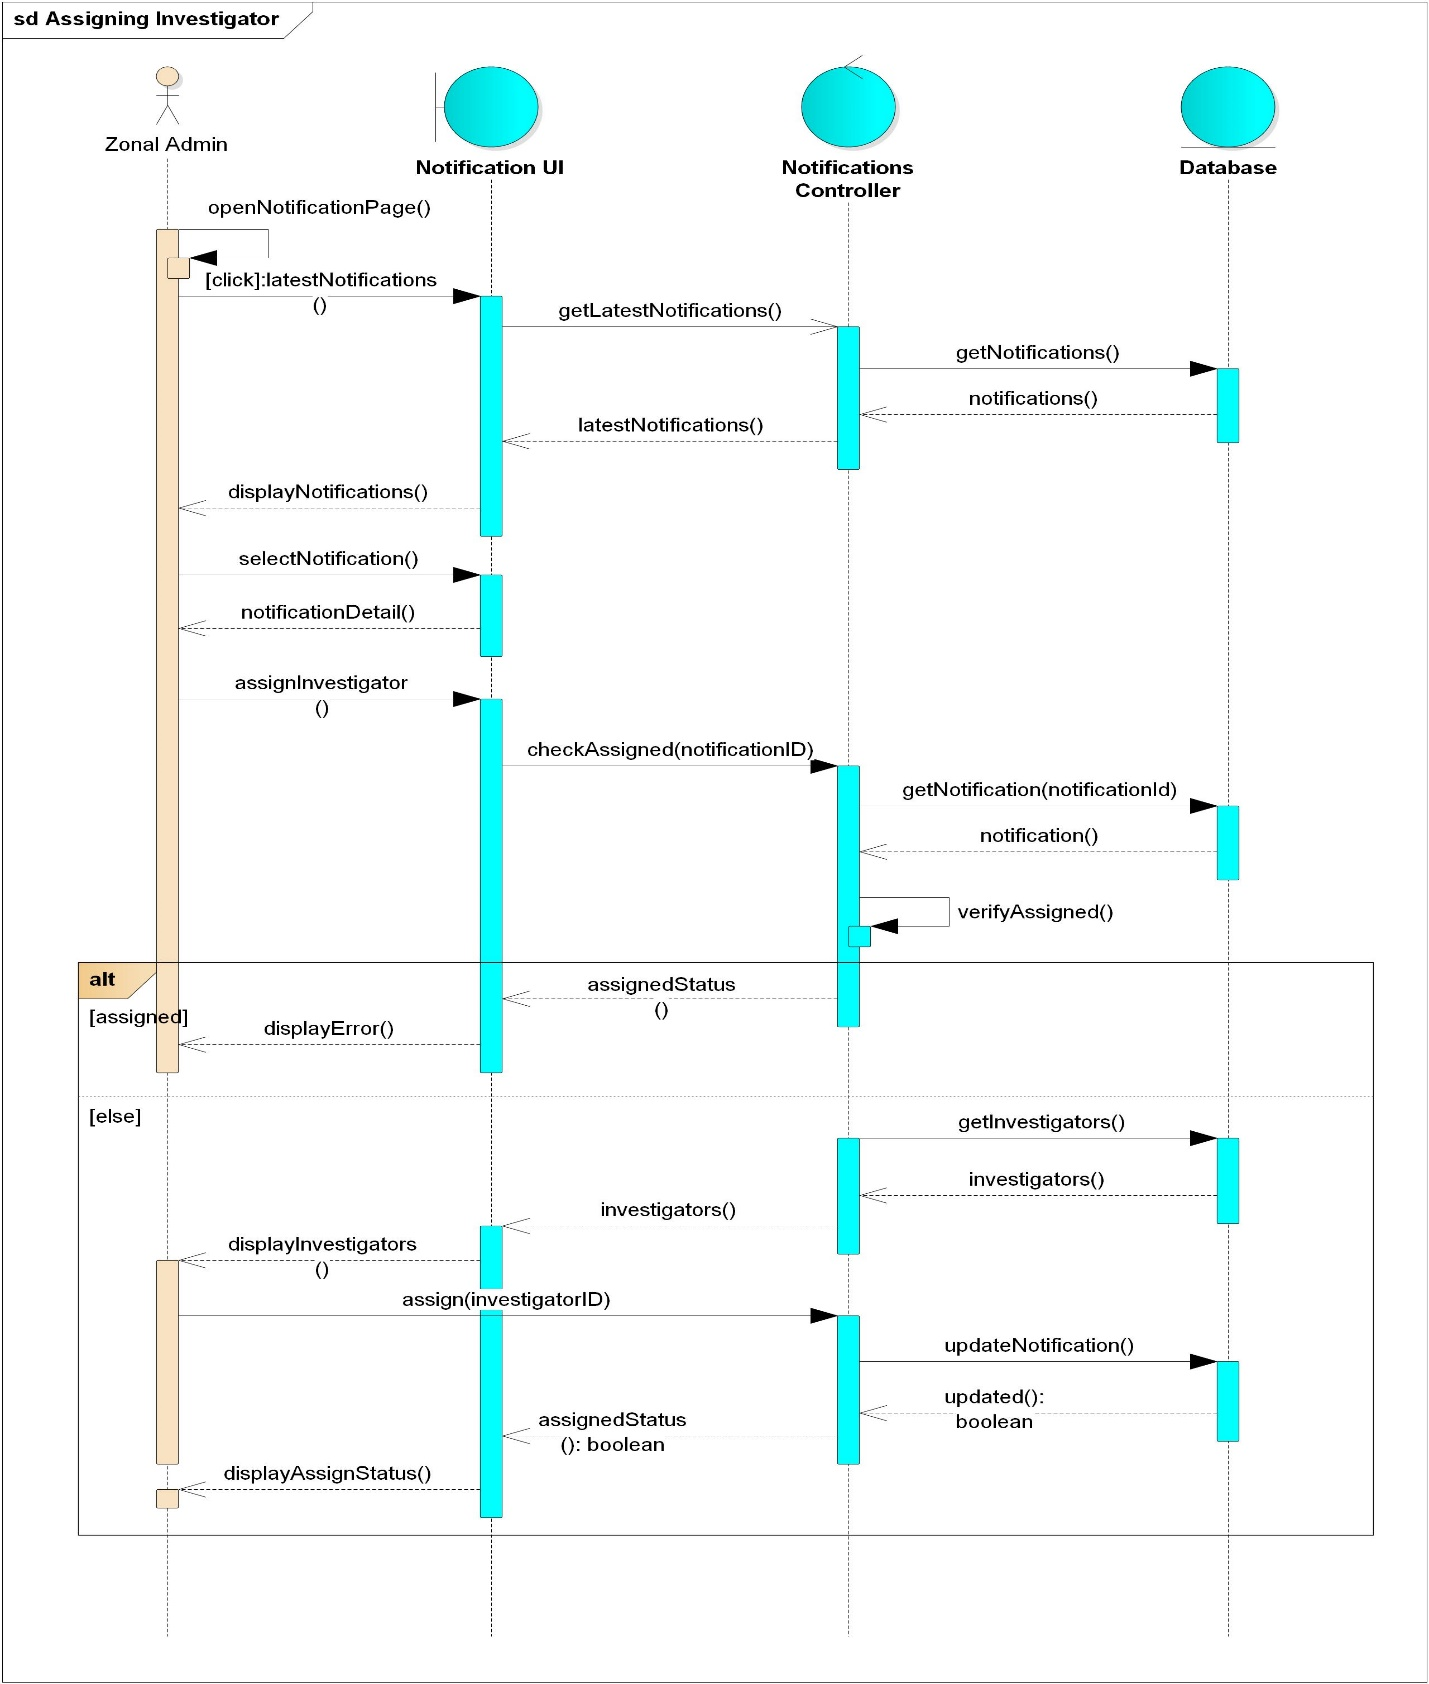 sd Assigning Investigator
Zonal Admin
Notification UI
Notifications
Controller
Database
openNotificationPage()
[click]:latestNotifications
()
getLatestNotifications()
getNotifications()
notifications()
latestNotifications()
displayNotifications()
selectNotification()
notificationDetail()
assignInvestigator
()
checkAssigned(notificationID)
getNotification(notificationId)
notification()
verifyAssigned()
alt
assignedStatus
()
[assigned]
displayError()
[else]
getInvestigators()
investigators()
investigators()
displayInvestigators
()
assign(investigatorID)
updateNotification()
updated():
boolean
assignedStatus
(): boolean
displayAssignStatus()